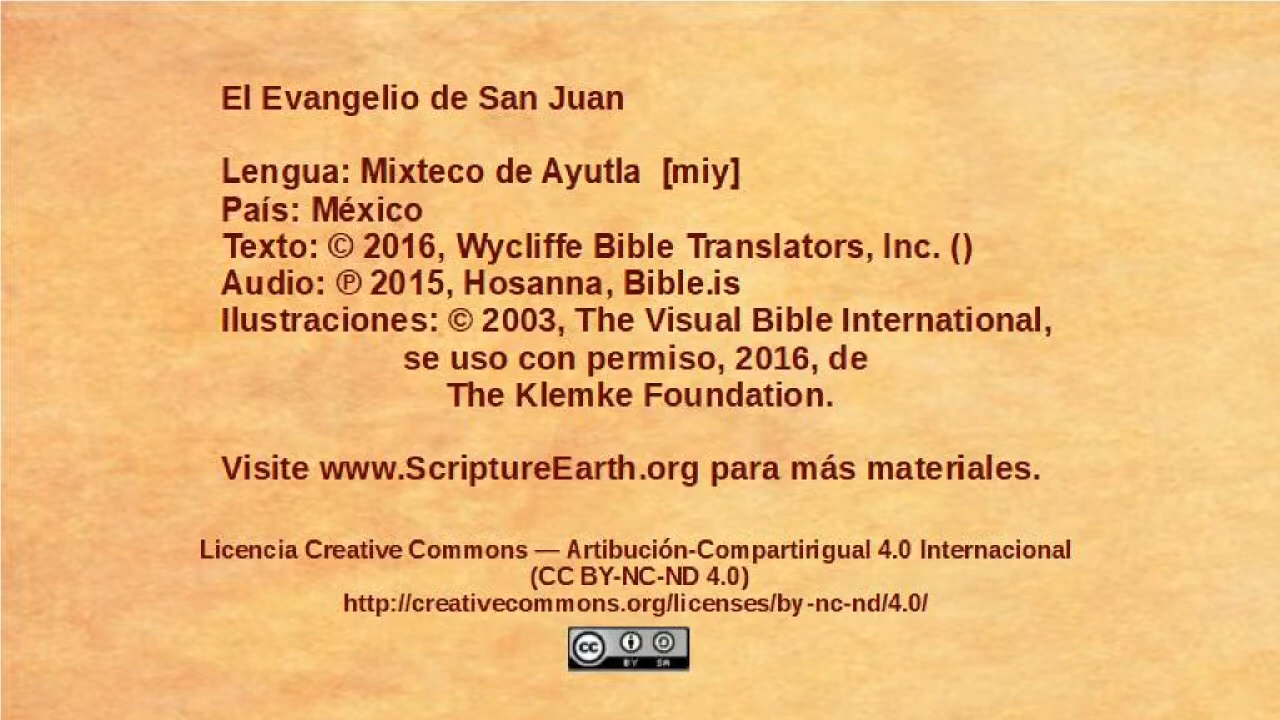 El Evangelio de San Juan
Lengua: Mixteco de Ayutla [miy]
País: México
Texto: © 2016, Wycliffe Bible Translators, Inc. ()
Audio: ℗ 2015, Hosanna, Bible.is
Ilustraciones: © 2003, The Visual Bible International,
se uso con permiso, 2016, de
The Klemke Foundation.
Visite www.ScriptureEarth.org para más materiales.
Licencia Creative Commons — Artibución-Compartirigual 4.0 Internacional
(CC BY-NC-ND 4.0)
http://creativecommons.org/licenses/by-nc-nd/4.0/
cc BY SA